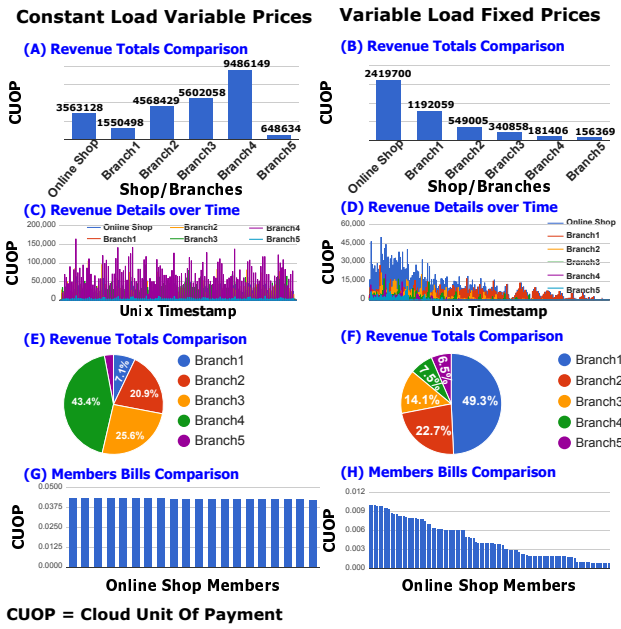 Constant Load Variable Prices
Variable Load Fixed Prices
(A) Revenue Totals Comparison
CUOP
3563128
1550498
4568429
5602058
9486149
648634
Online Shop
Branch1
Branch2
Branch3
Branch4
Branch5
Shop/Branches
(B) Revenue Totals Comparison
CUOP
2419700
1192059
549005
340858
181406
156369
Online Shop
Branch1
Branch2
Branch3
Branch4
Branch5
Shop/Branches
(C) Revenue Details over Time
CUOP
200,000
150,000
100,000
50,000
0
Online Shop
Branch2
Branch4
Branch1
Branch3
Branch5
Unix Timestamp
(D) Revenue Details over Time
CUOP
60,000
45,000
30,000
15,000
0
Online Shop
Branch1
Branch2
Branch3
Branch4
Branch5
Unix Timestamp
(E) Revenue Totals Comparison
7.1%
20.9%
25.6%
43.4%
Branch1
Branch2
Branch3
Branch4
Branch5
(F) Revenue Totals Comparison
49.3%
22.7%
14.1%
7.5%
6.5%
Branch1
Branch2
Branch3
Branch4
Branch5
(G) Members Bills Comparison
CUOP
0.0500
0.0375
0.0250
0.0125
0.0000
Online Shop Members
(H) Members Bills Comparison
CUOP
0.012
0.009
0.006
0.003
0.000
Online Shop Members
CUOP = Cloud Unit Of Payment